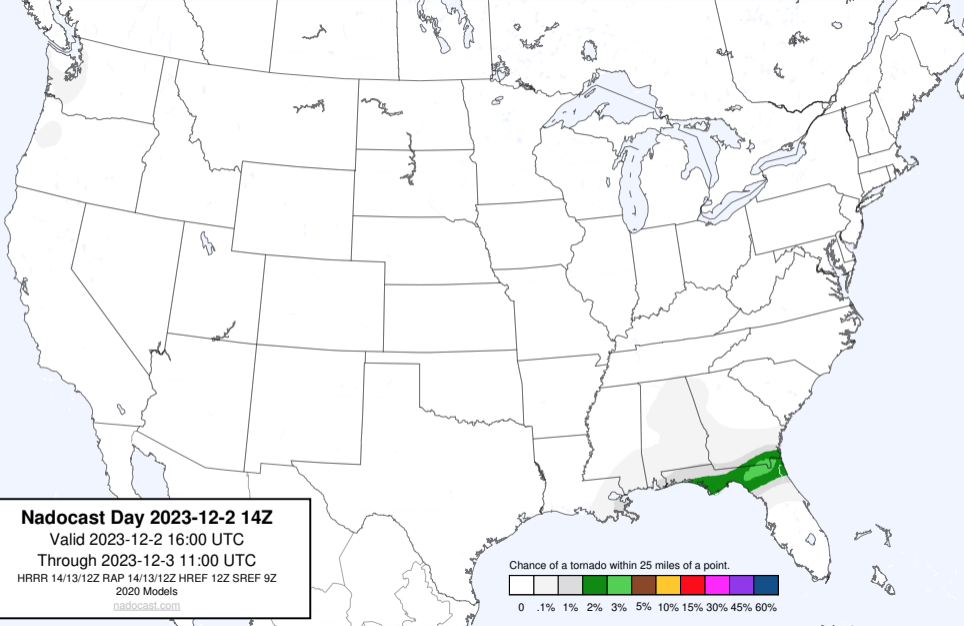 Nadocast Day 2023-12-2 14Z
Valid 2023-12-2 16:00 UTC
Through 2023-12-3 11:00 UTC
HRRR 14/13/12Z RAP 14/13/12Z HREF 12Z SREF 9Z
2020 Models
nadocast.com
Chance of a tornado within 25 miles of a point.
0 .1% 1% 2% 3% 5% 10% 15% 30% 45% 60%